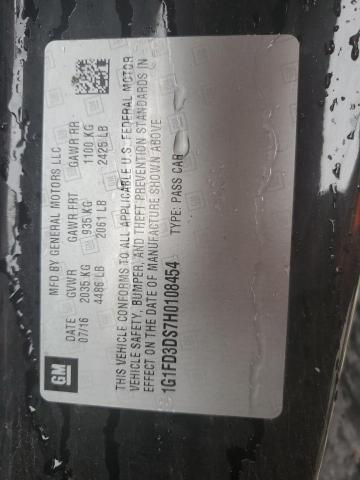 MFD BY GENERAL MOTORS LLC
DATE GVWR GAWR FRT GAWR RR
07/16 2035 KG 935 KG 1100 KG
4486 LB 2061 LB 2425 LB
THIS VEHICLE CONFORMS TO ALL APPLICABLE U.S. FEDERAL MOTOR
VEHICLE SAFETY, BUMPER, AND THEFT PREVENTION STANDARDS IN
EFFECT ON THE DATE OF MANUFACTURE SHOWN ABOVE.
1G1FD3DS7H0108454 TYPE: PASS CAR
GM